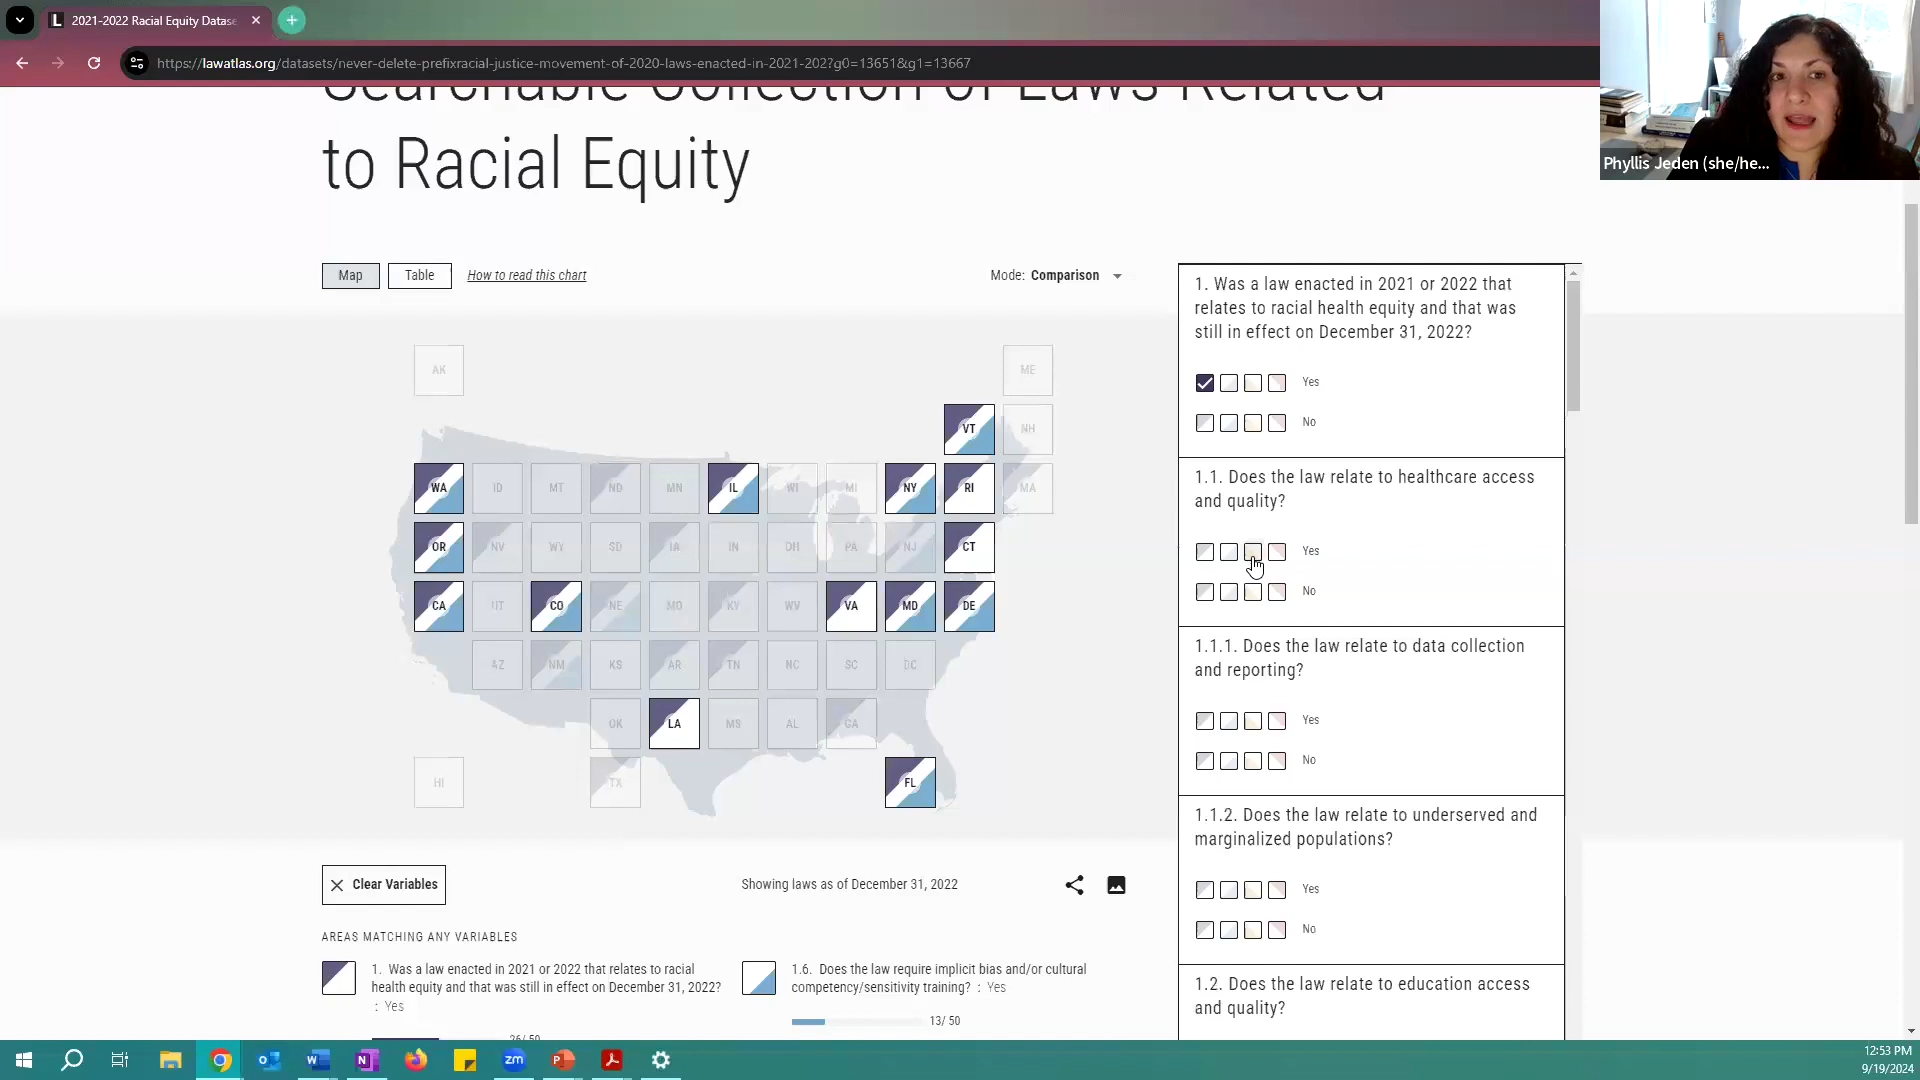 2021-2022 Racial Equity Datase
https://lawatlas.org/datasets/never-delete-prefixracial-justice-movement-of-2020-laws-enacted-in-2021-202?g0=13651&g1=13667
Phyllis Jeden (she/he...
Searchable Collection of Laws Related
to Racial Equity
Map
Table
How to read this chart
Mode: Comparison
AK
ME
VT
NH
WA
ID
MT
ND
MN
IL
WI
MI
NY
RI
MA
OR
NV
WY
SD
IA
IN
OH
PA
NJ
CT
CA
UT
CO
NE
MO
KY
WV
VA
MD
DE
AZ
NM
KS
AR
TN
NC
SC
DC
OK
LA
MS
AL
GA
HI
TX
FL
Clear Variables
Showing laws as of December 31, 2022
AREAS MATCHING ANY VARIABLES
1. Was a law enacted in 2021 or 2022 that relates to racial
health equity and that was still in effect on December 31, 2022?
: Yes
26/ 50
1.6. Does the law require implicit bias and/or cultural
competency/sensitivity training? : Yes
13/ 50
1. Was a law enacted in 2021 or 2022 that
relates to racial health equity and that was
still in effect on December 31, 2022?
Yes
No
1.1. Does the law relate to healthcare access
and quality?
Yes
No
1.1.1. Does the law relate to data collection
and reporting?
Yes
No
1.1.2. Does the law relate to underserved and
marginalized populations?
Yes
No
1.2. Does the law relate to education access
and quality?
12:53 PM
9/19/2024